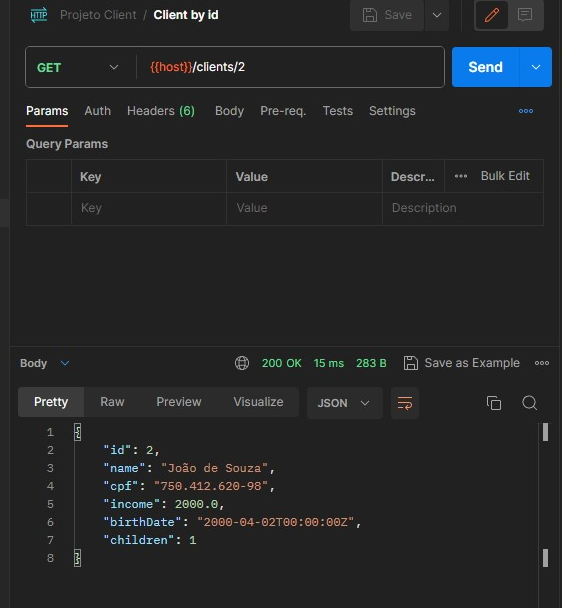 HTTP Projeto Client / Client by id Save
GET {{host}}/clients/2 Send
Params Auth Headers (6) Body Pre-req. Tests Settings
Query Params
Key Value Descr... Bulk Edit
Key Value Description
Body 200 OK 15 ms 283 B Save as Example
Pretty Raw Preview Visualize JSON
1 {
2 "id": 2,
3 "name": "João de Souza",
4 "cpf": "750.412.620-98",
5 "income": 2000.0,
6 "birthDate": "2000-04-02T00:00:00Z",
7 "children": 1
8 }